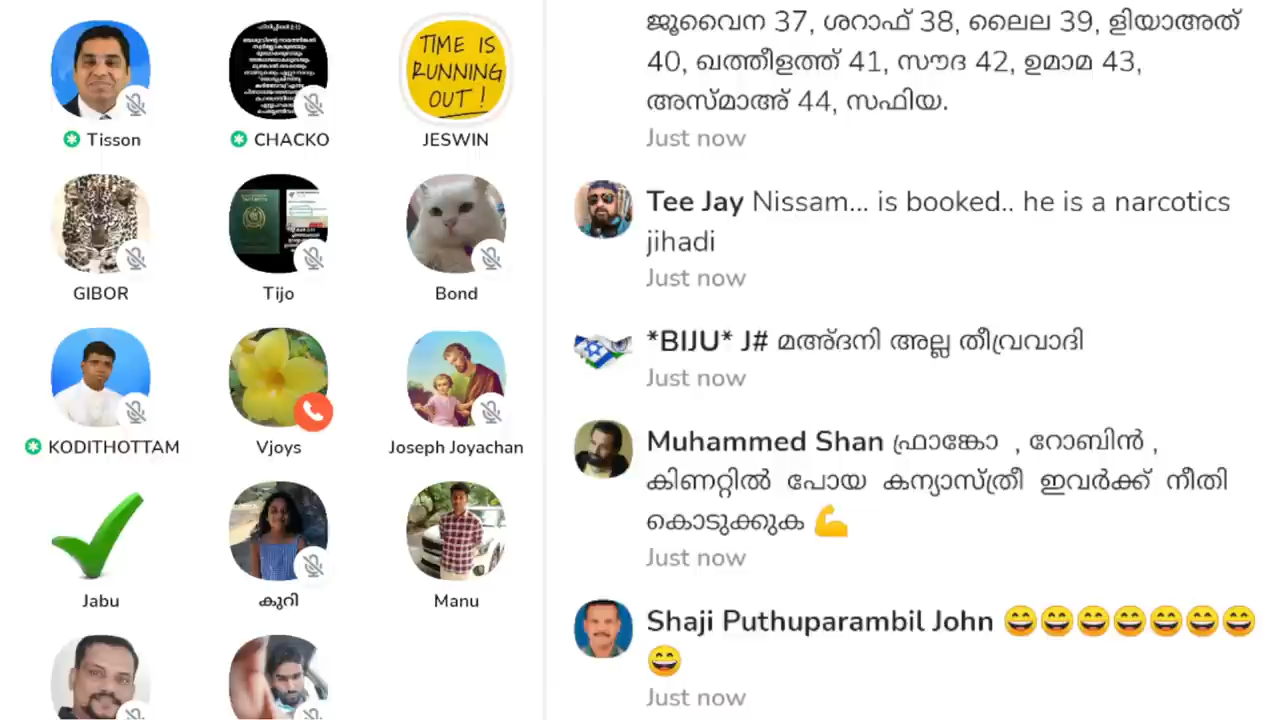 Tisson
CHACKO
TIME IS
RUNNING
OUT!
JESWIN
GIBOR
Tijo
Bond
KODITHOTTAM
Vjoys
Joseph Joyachan
Jabu
കുറി
Manu
ജൂവൈന 37, ശറാഫ് 38, ലൈല 39, ളിയാഅത്
40, ഖത്തീളത്ത് 41, സൗദ 42, ഉമാമ 43,
അസ്മാഅ് 44, സഫിയ.
Just now
Tee Jay Nissam... is booked.. he is a narcotics
jihadi
Just now
*BIJU* J# മഅ്ദനി അല്ല തീവ്രവാദി
Just now
Muhammed Shan ഫ്രാങ്കോ , റോബിൻ ,
കിണറ്റിൽ പോയ കന്യാസ്ത്രീ ഇവർക്ക് നീതി
കൊടുക്കുക 💪
Just now
Shaji Puthuparambil John 😄😄😄😄😄😄😄
😄
Just now